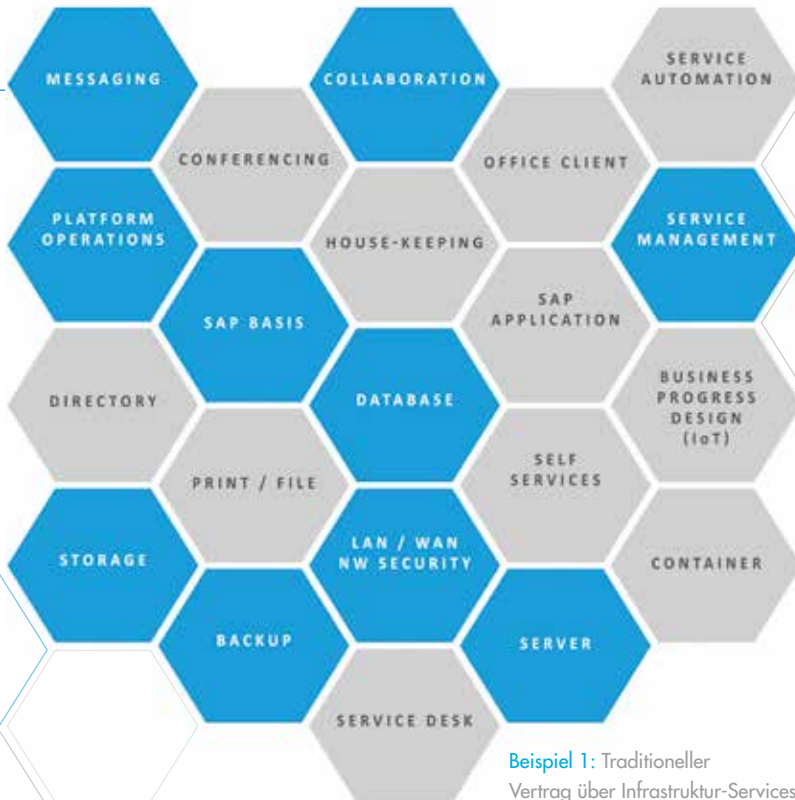 MESSAGING
COLLABORATION
SERVICE
AUTOMATION
CONFERENCING
OFFICE CLIENT
PLATFORM
OPERATIONS
HOUSE-KEEPING
SERVICE
MANAGEMENT
SAP BASIS
SAP
APPLICATION
DIRECTORY
DATABASE
BUSINESS
PROGRESS
DESIGN
(IoT)
PRINT / FILE
SELF
SERVICES
STORAGE
LAN / WAN
NW SECURITY
CONTAINER
BACKUP
SERVER
SERVICE DESK
Beispiel 1: Traditioneller
Vertrag über Infrastruktur-Services